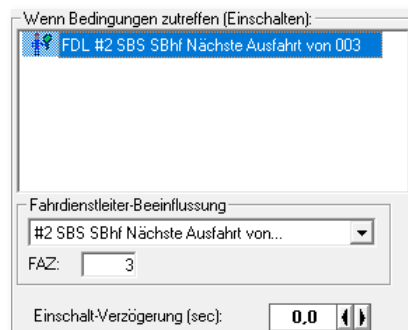 Wenn Bedingungen zutreffen (Einschalten):
FDL #2 SBS SBhf Nächste Ausfahrt von 003
Fahrdienstleiter-Beeinflussung
#2 SBS SBhf Nächste Ausfahrt von...
FAZ: 3
Einschalt-Verzögerung (sec): 0,0